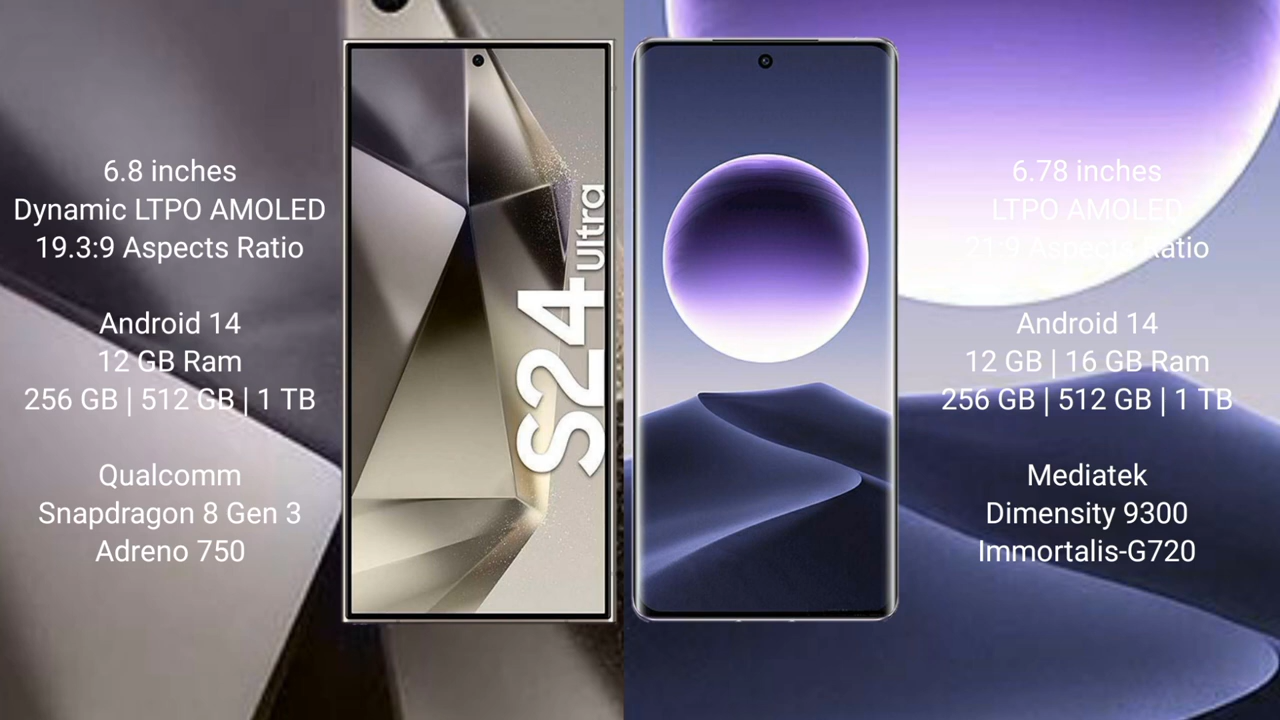 6.8 inches
Dynamic LTPO AMOLED
19.3:9 Aspects Ratio
Android 14
12 GB Ram
256 GB | 512 GB | 1 TB
Qualcomm
Snapdragon 8 Gen 3
Adreno 750
S24 ultra
6.78 inches
LTPO AMOLED
21:9 Aspects Ratio
Android 14
12 GB | 16 GB Ram
256 GB | 512 GB | 1 TB
Mediatek
Dimensity 9300
Immortalis-G720